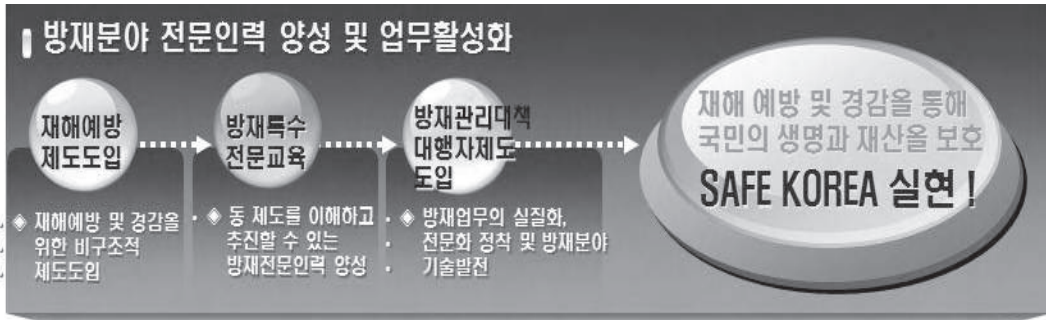 방재분야 전문인력 양성 및 업무활성화
재해예방
제도도입
방재특수
전문교육
방재관리대책
대행자제도
도입
재해 예방 및 경감을 통해
국민의 생명과 재산을 보호
SAFE KOREA 실현 !
◈ 재해예방 및 경감을
위한 비구조적
제도도입
◈ 동 제도를 이해하고
추진할 수 있는
방재전문인력 양성
◈ 방재업무의 실질화,
전문화 정착 및 방재분야
기술발전